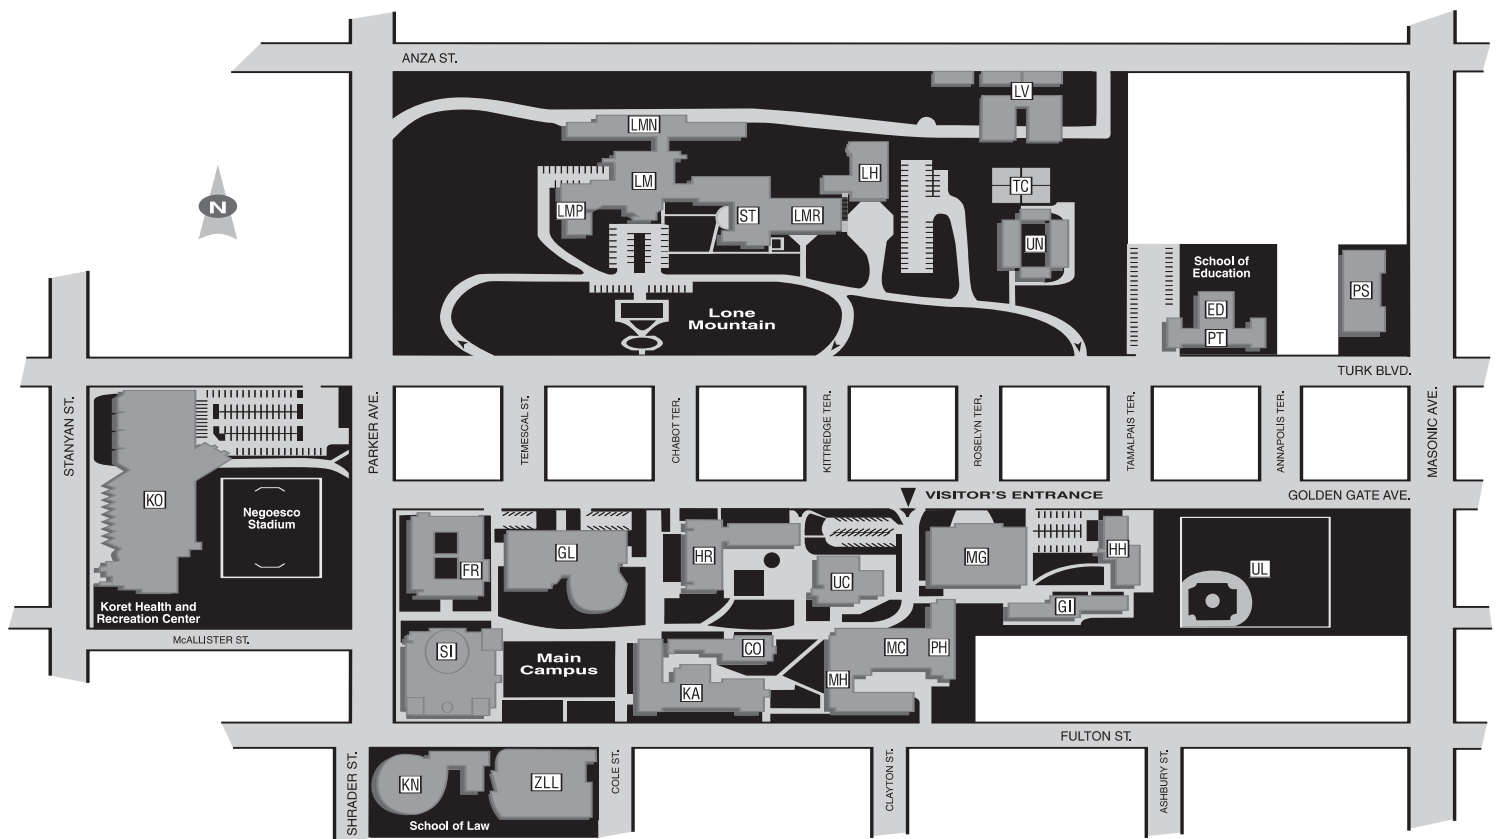 ANZA ST.
LV
LMN
LH
LM
TC
N
LMP
ST
LMR
UN
School of
Education
PS
ED
Lone
Mountain
PT
TURK BLVD.
STANYAN ST.
PARKER AVE.
TEMESCAL ST.
CHABOT TER.
KITTREDGE TER.
ROSELYN TER.
TAMALPAIS TER.
ANNAPOLIS TER.
MASONIC AVE.
KO
VISITOR'S ENTRANCE
GOLDEN GATE AVE.
Negoesco
Stadium
FR
GL
HR
UC
MG
HH
UL
GI
Koret Health and
Recreation Center
McALLISTER ST.
SI
Main
Campus
CO
MC
PH
KA
MH
FULTON ST.
SHRADER ST.
KN
ZLL
COLE ST.
CLAYTON ST.
ASHBURY ST.
School of Law